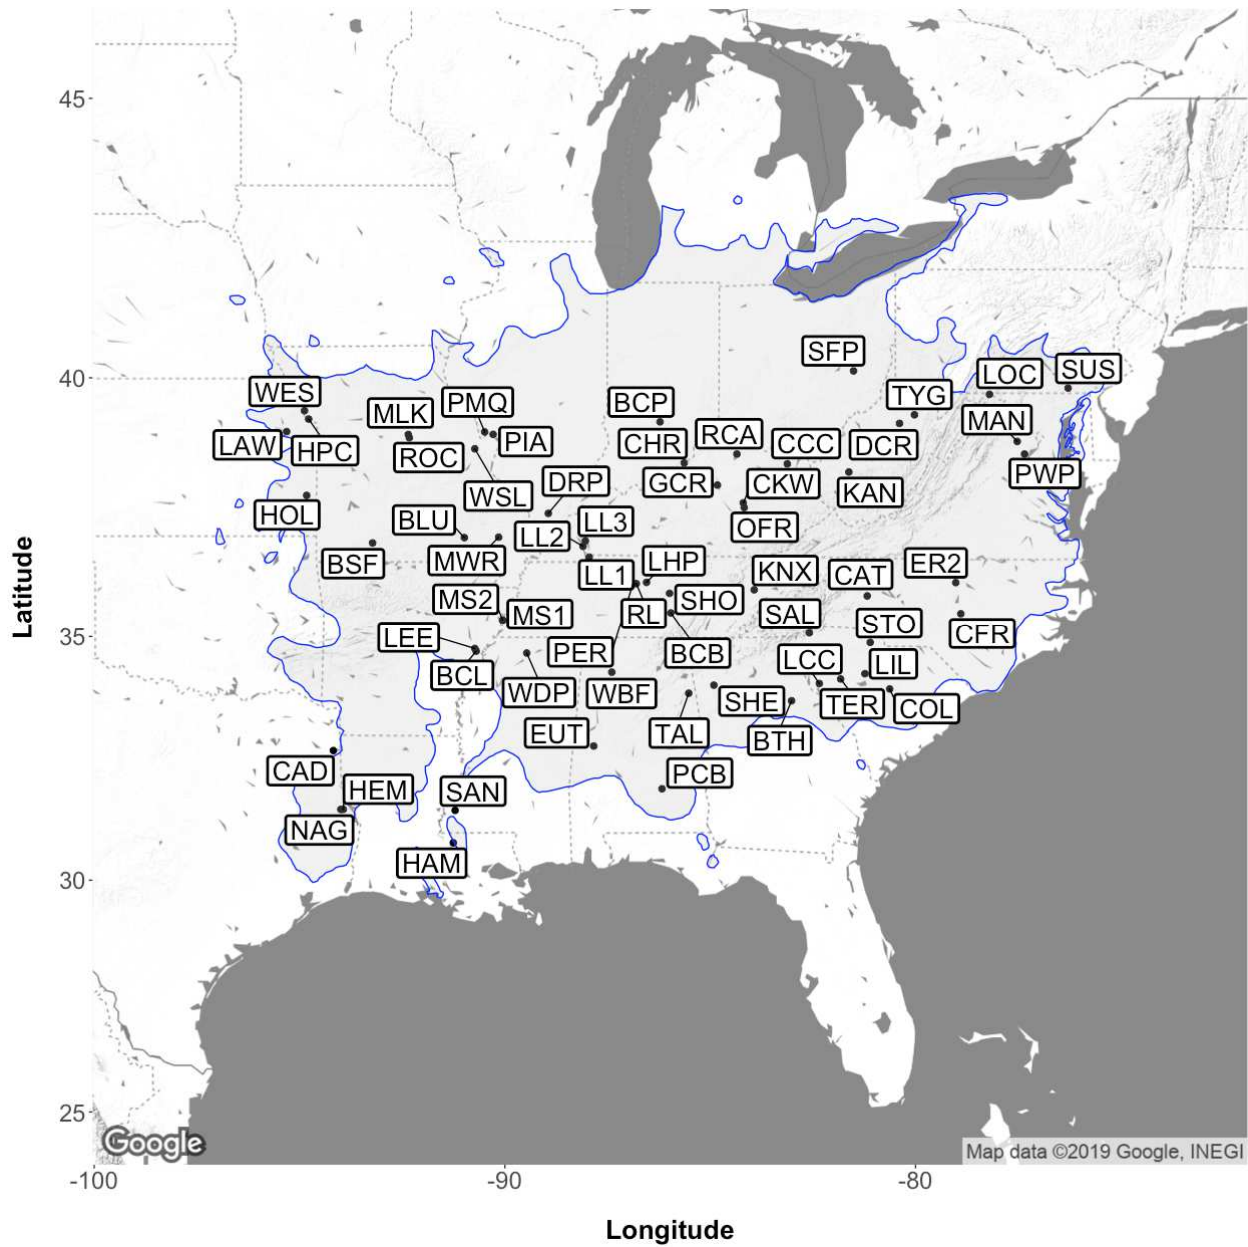 45
40
35
30
25
-100
-90
-80
Latitude
Longitude
SFP
LOC
SUS
WES
TYG
MLK
PMQ
BCP
MAN
LAW
HPC
ROC
PIA
CHR
RCA
CCC
DCR
PWP
WSL
DRP
GCR
CKW
KAN
HOL
BLU
LL2
LL3
OFR
BSF
MWR
LL1
LHP
KNX
CAT
ER2
MS2
MS1
RL
SHO
SAL
STO
CFR
LEE
PER
BCB
LCC
LIL
BCL
WDP
WBF
SHE
TER
COL
EUT
TAL
BTH
CAD
PCB
HEM
SAN
NAG
HAM
Google
Map data ©2019 Google, INEGI